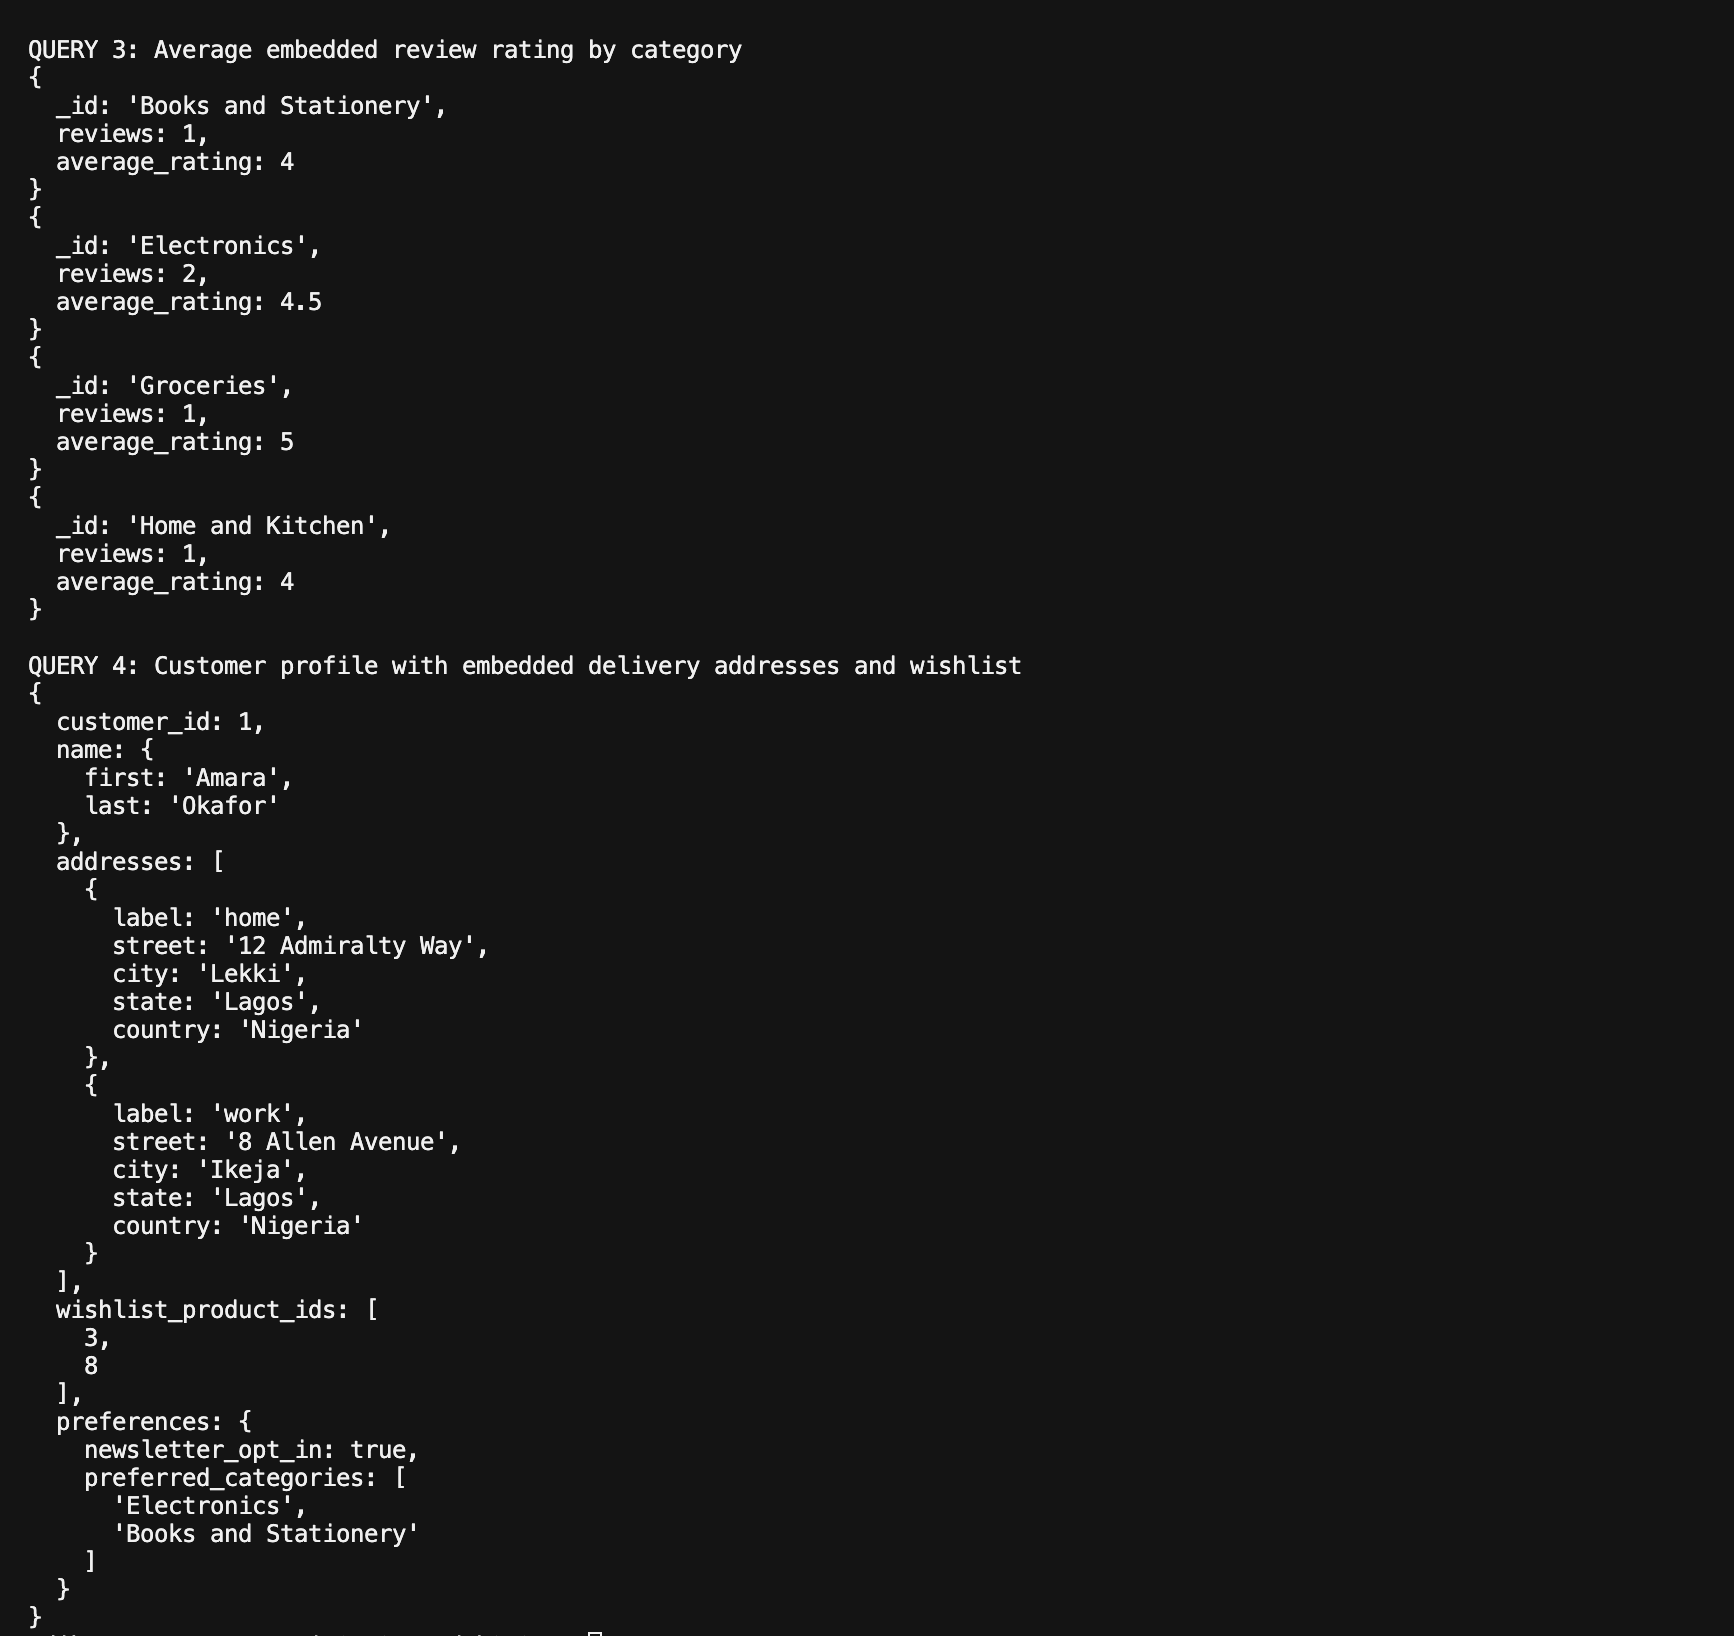 QUERY 3: Average embedded review rating by category
{
  _id: 'Books and Stationery',
  reviews: 1,
  average_rating: 4
}
{
  _id: 'Electronics',
  reviews: 2,
  average_rating: 4.5
}
{
  _id: 'Groceries',
  reviews: 1,
  average_rating: 5
}
{
  _id: 'Home and Kitchen',
  reviews: 1,
  average_rating: 4
}

QUERY 4: Customer profile with embedded delivery addresses and wishlist
{
  customer_id: 1,
  name: {
    first: 'Amara',
    last: 'Okafor'
  },
  addresses: [
    {
      label: 'home',
      street: '12 Admiralty Way',
      city: 'Lekki',
      state: 'Lagos',
      country: 'Nigeria'
    },
    {
      label: 'work',
      street: '8 Allen Avenue',
      city: 'Ikeja',
      state: 'Lagos',
      country: 'Nigeria'
    }
  ],
  wishlist_product_ids: [
    3,
    8
  ],
  preferences: {
    newsletter_opt_in: true,
    preferred_categories: [
      'Electronics',
      'Books and Stationery'
    ]
  }
}